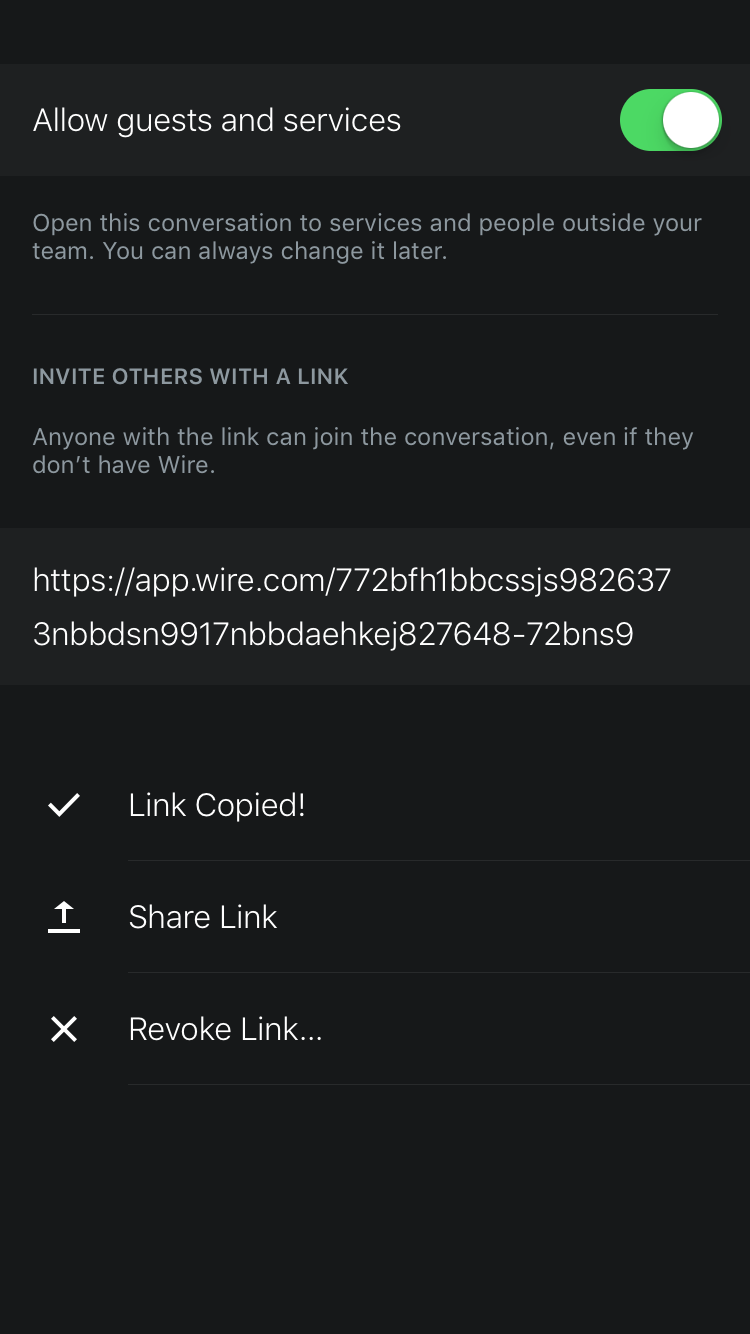 Allow guests and services
Open this conversation to services and people outside your
team. You can always change it later.
INVITE OTHERS WITH A LINK
Anyone with the link can join the conversation, even if they
don’t have Wire.
https://app.wire.com/772bfh1bbcssjs982637
3nbbdsn9917nbbdaehkej827648-72bns9
Link Copied!
Share Link
Revoke Link...